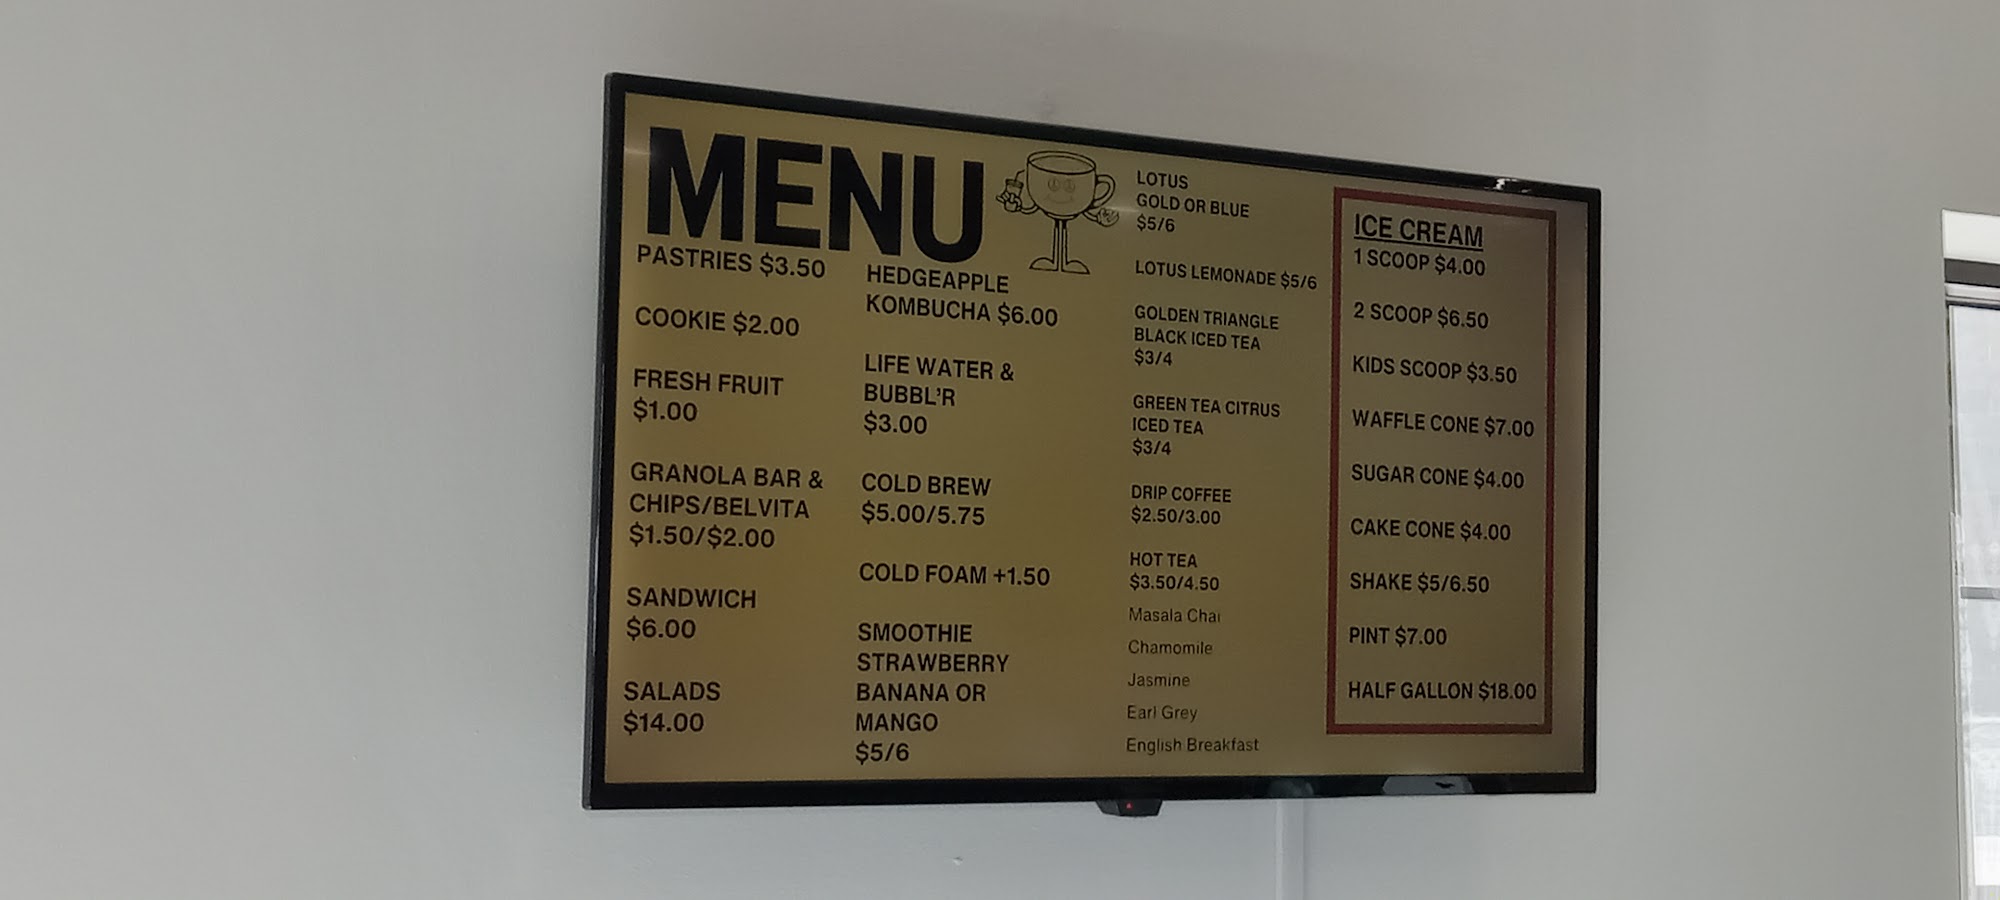 MENU
PASTRIES $3.50
COOKIE $2.00
FRESH FRUIT
$1.00
GRANOLA BAR &
CHIPS/BELVITA
$1.50/$2.00
SANDWICH
$6.00
SALADS
$14.00
HEDGEAPPLE
KOMBUCHA $6.00
LIFE WATER &
BUBBL'R
$3.00
COLD BREW
$5.00/5.75
COLD FOAM +1.50
SMOOTHIE
STRAWBERRY
BANANA OR
MANGO
$5/6
LOTUS
GOLD OR BLUE
$5/6
LOTUS LEMONADE $5/6
GOLDEN TRIANGLE
BLACK ICED TEA
$3/4
GREEN TEA CITRUS
ICED TEA
$3/4
DRIP COFFEE
$2.50/3.00
HOT TEA
$3.50/4.50
Masala Chai
Chamomile
Jasmine
Earl Grey
English Breakfast
ICE CREAM
1 SCOOP $4.00
2 SCOOP $6.50
KIDS SCOOP $3.50
WAFFLE CONE $7.00
SUGAR CONE $4.00
CAKE CONE $4.00
SHAKE $5/6.50
PINT $7.00
HALF GALLON $18.00